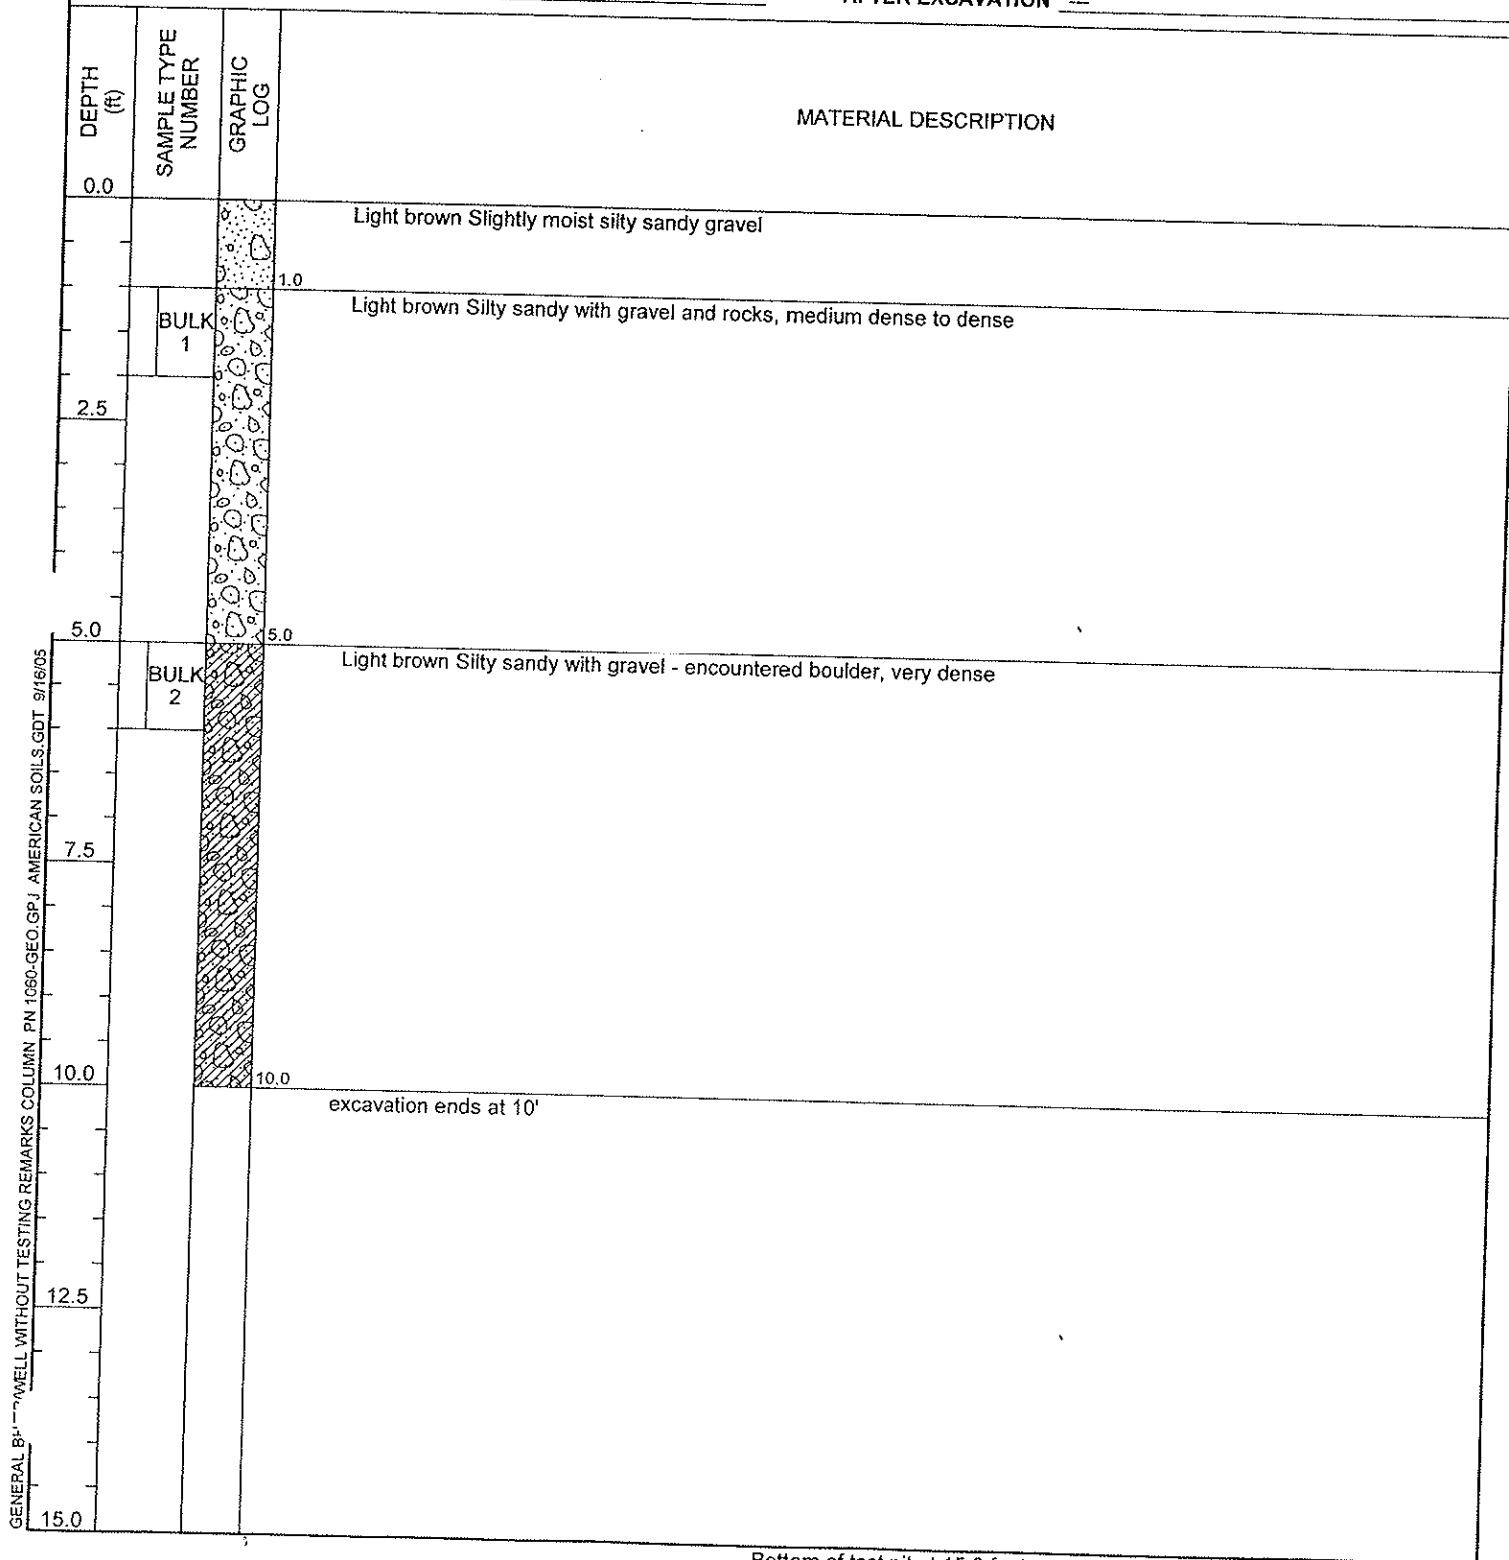 AFTER EXCAVATION ---
DEPTH
(ft)
SAMPLE TYPE
NUMBER
GRAPHIC
LOG
MATERIAL DESCRIPTION
0.0
Light brown Slightly moist silty sandy gravel
1.0
Light brown Silty sandy with gravel and rocks, medium dense to dense
BULK
1
2.5
5.0
5.0
Light brown Silty sandy with gravel - encountered boulder, very dense
BULK
2
7.5
10.0
10.0
excavation ends at 10'
12.5
15.0
Bottom of test pit at 15.0 feet
GENERAL WELL WITHOUT TESTING REMARKS COLUMN PN 1060-GEO.GPJ AMERICAN SOILS.GDT 9/16/05